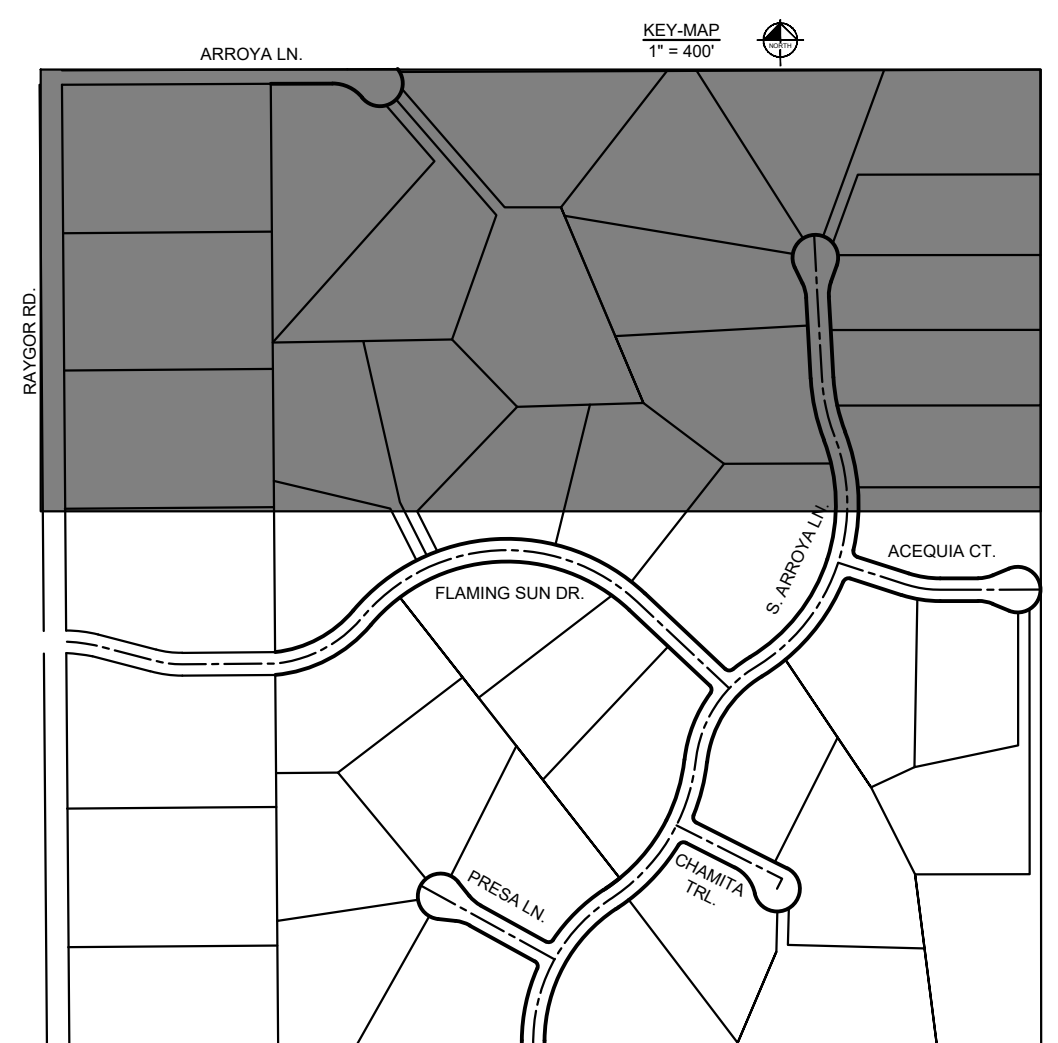 KEY-MAP
1" = 400'
NORTH
ARROYA LN.
RAYGOR RD.
S. ARROYA LN.
ACEQUIA CT.
FLAMING SUN DR.
CHAMITA
TRL.
PRESA LN.